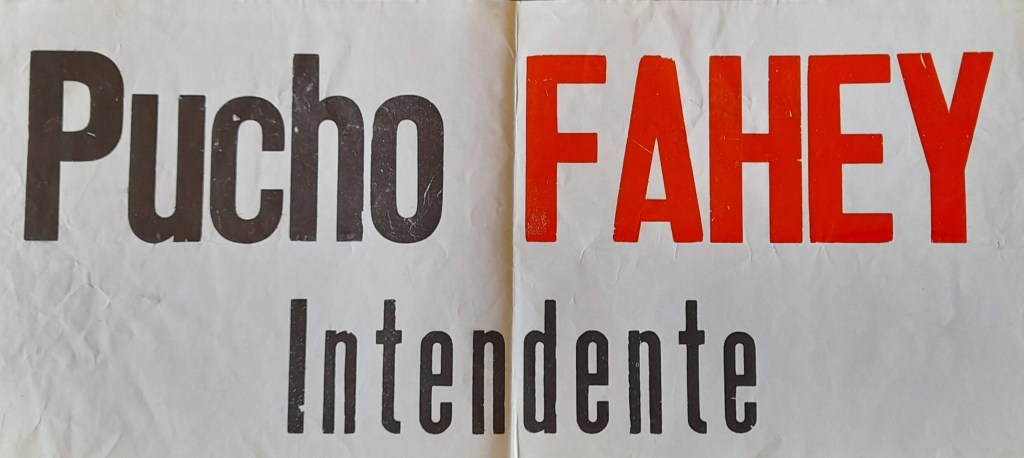 Pucho FAHEY
Intendente